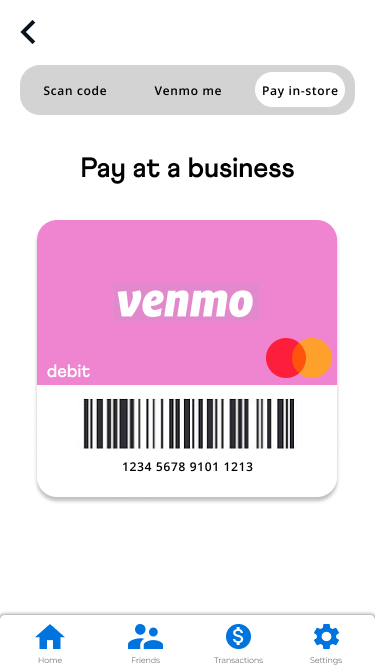 Scan code
Venmo me
Pay in-store
Pay at a business
venmo
debit
1234 5678 9101 1213
Home
Friends
Transactions
Settings